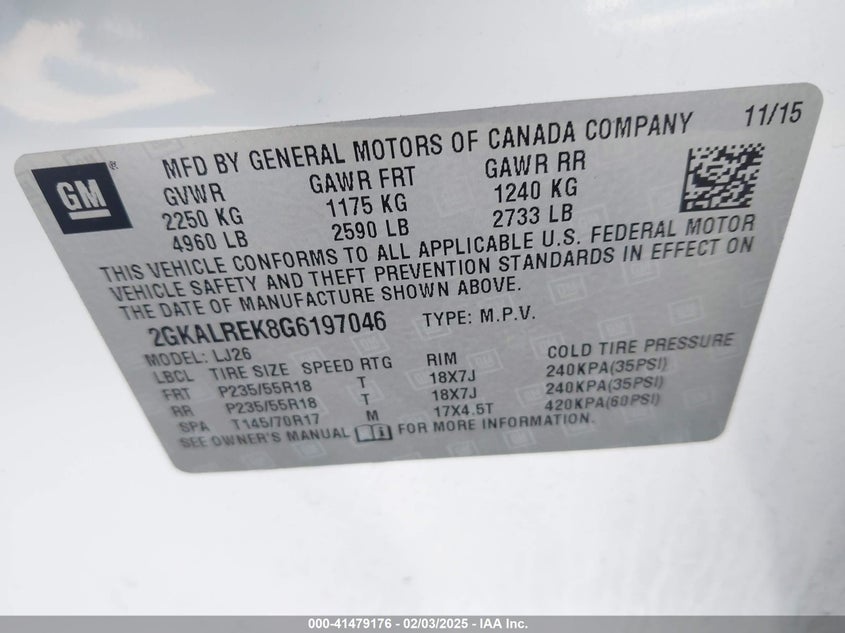 GM
MFD BY GENERAL MOTORS OF CANADA COMPANY 11/15
GVWR GAWR FRT GAWR RR
2250 KG 1175 KG 1240 KG
4960 LB 2590 LB 2733 LB
THIS VEHICLE CONFORMS TO ALL APPLICABLE U.S. FEDERAL MOTOR
VEHICLE SAFETY AND THEFT PREVENTION STANDARDS IN EFFECT ON
THE DATE OF MANUFACTURE SHOWN ABOVE.
2GKALREK8G6197046 TYPE: M.P.V.
MODEL: LJ26
LBCL TIRE SIZE SPEED RTG RIM COLD TIRE PRESSURE
FRT P235/55R18 T 18X7J 240KPA(35PSI)
RR P235/55R18 T 18X7J 240KPA(35PSI)
SPA T145/70R17 M 17X4.5T 420KPA(60PSI)
SEE OWNER'S MANUAL FOR MORE INFORMATION.
000-41479176 - 02/03/2025 - IAA Inc.